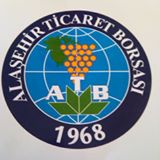 ALAŞEHİR TİCARET BORSASI
ATB
1968